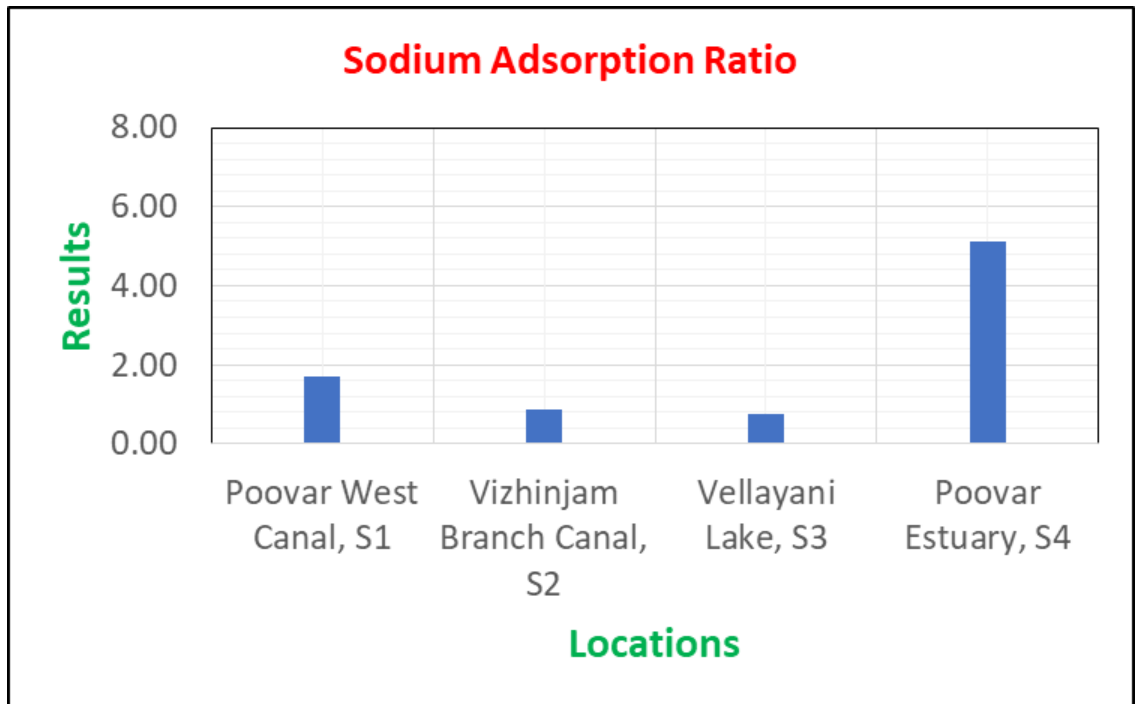 Sodium Adsorption Ratio
8.00
6.00
4.00
2.00
0.00
Results
Poovar West
Canal, S1
Vizhinjam
Branch Canal,
S2
Vellayani
Lake, S3
Poovar
Estuary, S4
Locations